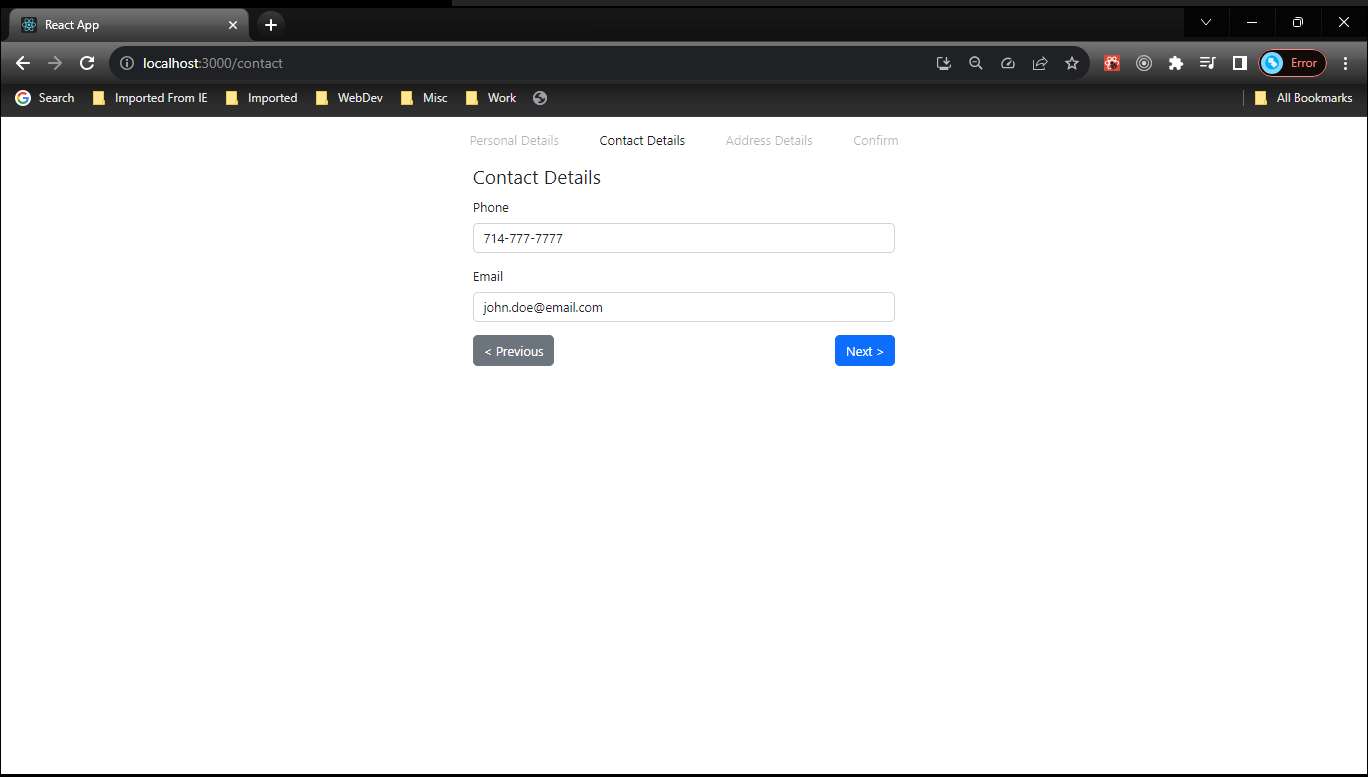 React App
localhost:3000/contact
Error
Search Imported From IE Imported WebDev Misc Work All Bookmarks
Personal Details Contact Details Address Details Confirm
Contact Details
Phone
714-777-7777
Email
john.doe@email.com
< Previous Next >